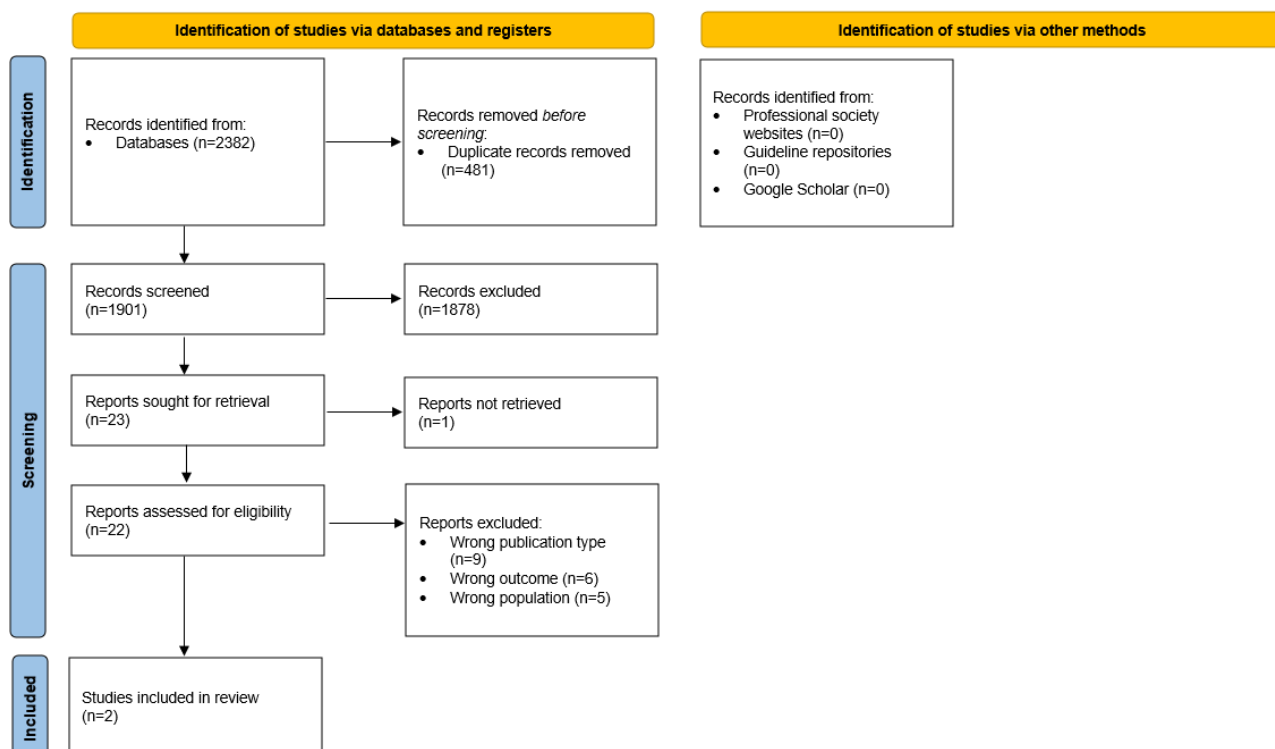 Identification of studies via databases and registers
Identification of studies via other methods
Identification
Records identified from:
• Databases (n=2382)
Records removed before
screening:
• Duplicate records removed
(n=481)
Records identified from:
• Professional society
websites (n=0)
• Guideline repositories
(n=0)
• Google Scholar (n=0)
Screening
Records screened
(n=1901)
Records excluded
(n=1878)
Reports sought for retrieval
(n=23)
Reports not retrieved
(n=1)
Reports assessed for eligibility
(n=22)
Reports excluded:
• Wrong publication type
(n=9)
• Wrong outcome (n=6)
• Wrong population (n=5)
Included
Studies included in review
(n=2)